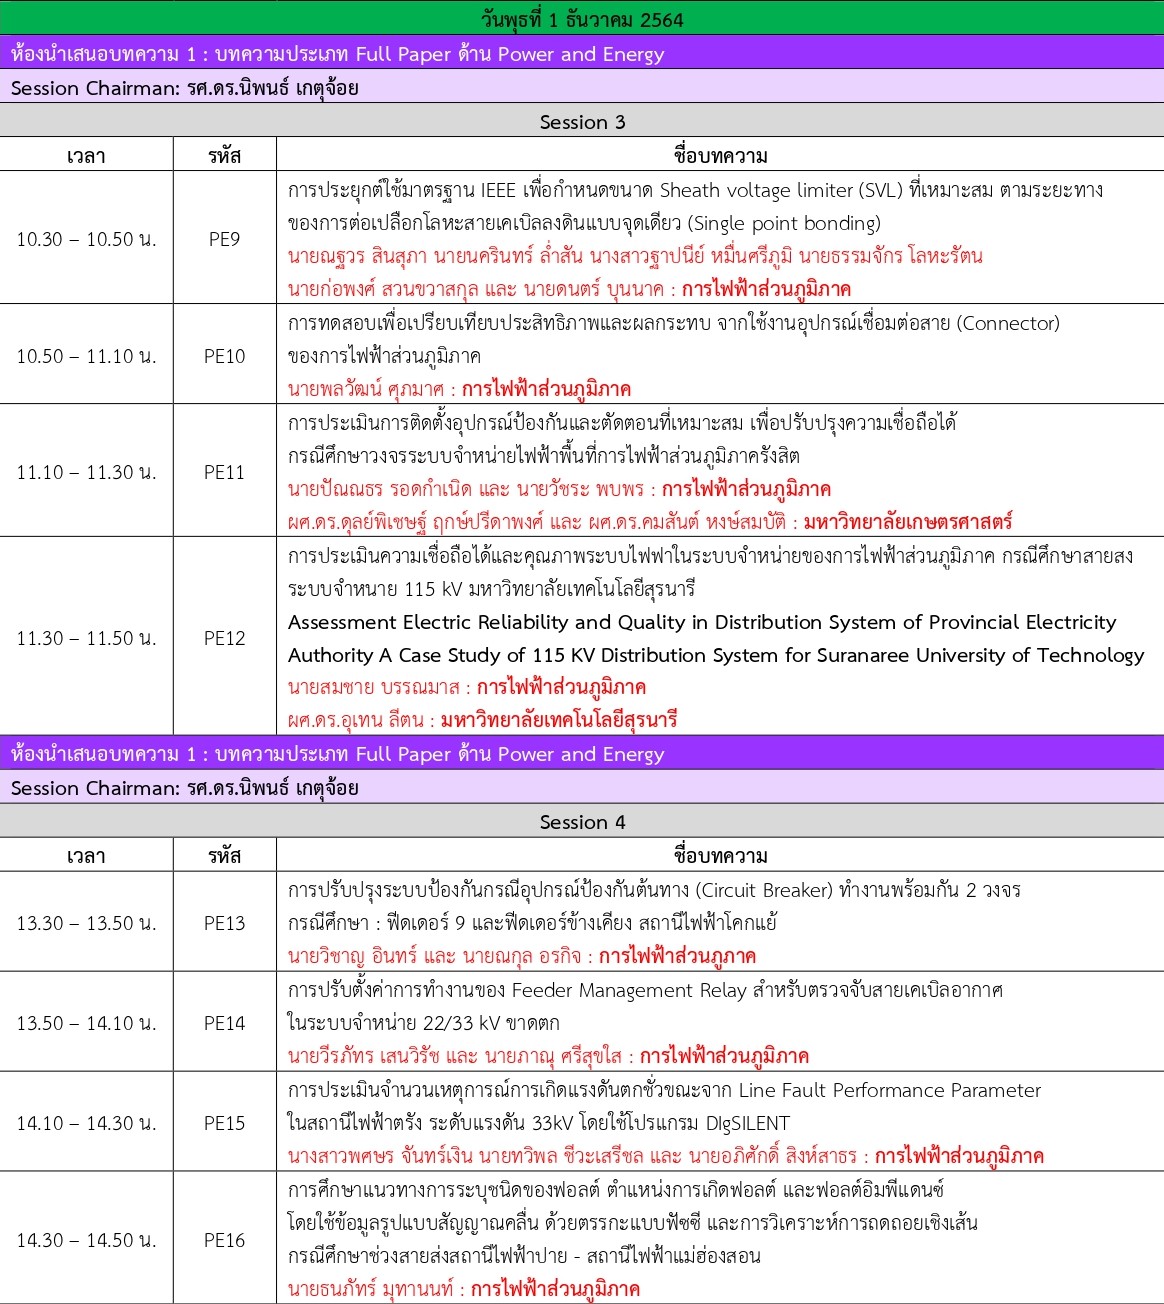 วันพุธที่ 1 ธันวาคม 2564
ห้องนำเสนอบทความ 1 : บทความประเภท Full Paper ด้าน Power and Energy
Session Chairman: รศ.ดร.นิพนธ์ เกตุจ้อย
Session 3
เวลา รหัส ชื่อบทความ
การประยุกต์ใช้มาตรฐาน IEEE เพื่อกำหนดขนาด Sheath voltage limiter (SVL) ที่เหมาะสม ตามระยะทาง
ของการต่อเปลือกโลหะสายเคเบิลลงดินแบบจุดเดียว (Single point bonding)
10.30 – 10.50 น. PE9
นายณฐวร สินสุภา นายนครินทร์ ล่ำสัน นางสาวฐาปนีย์ หมื่นศรีภูมิ นายธรรมจักร โลหะรัตน
นายก่อพงศ์ สวนขวาสกุล และ นายดนตร์ บุนนาค : การไฟฟ้าส่วนภูมิภาค
การทดสอบเพื่อเปรียบเทียบประสิทธิภาพและผลกระทบ จากใช้งานอุปกรณ์เชื่อมต่อสาย (Connector)
10.50 – 11.10 น. PE10 ของการไฟฟ้าส่วนภูมิภาค
นายพลวัฒน์ ศุภมาศ : การไฟฟ้าส่วนภูมิภาค
การประเมินการติดตั้งอุปกรณ์ป้องกันและตัดตอนที่เหมาะสม เพื่อปรับปรุงความเชื่อถือได้
กรณีศึกษาวงจรระบบจำหน่ายไฟฟ้าพื้นที่การไฟฟ้าส่วนภูมิภาครังสิต
11.10 – 11.30 น. PE11
นายปัณณธร รอดกำเนิด และ นายวัชระ พบพร : การไฟฟ้าส่วนภูมิภาค
ผศ.ดร.ดุลย์พิเชษฐ์ ฤกษ์ปรีดาพงศ์ และ ผศ.ดร.คมสันต์ หงษ์สมบัติ : มหาวิทยาลัยเกษตรศาสตร์
การประเมินความเชื่อถือได้และคุณภาพระบบไฟฟาในระบบจำหน่ายของการไฟฟ้าส่วนภูมิภาค กรณีศึกษาสายสง
ระบบจำหนาย 115 kV มหาวิทยาลัยเทคโนโลยีสุรนารี
Assessment Electric Reliability and Quality in Distribution System of Provincial Electricity
11.30 – 11.50 น. PE12
Authority A Case Study of 115 KV Distribution System for Suranaree University of Technology
นายสมชาย บรรณมาส : การไฟฟ้าส่วนภูมิภาค
ผศ.ดร.อุเทน ลีตน : มหาวิทยาลัยเทคโนโลยีสุรนารี
ห้องนำเสนอบทความ 1 : บทความประเภท Full Paper ด้าน Power and Energy
Session Chairman: รศ.ดร.นิพนธ์ เกตุจ้อย
Session 4
เวลา รหัส ชื่อบทความ
การปรับปรุงระบบป้องกันกรณีอุปกรณ์ป้องกันต้นทาง (Circuit Breaker) ทำงานพร้อมกัน 2 วงจร
13.30 – 13.50 น. PE13 กรณีศึกษา : ฟีดเดอร์ 9 และฟีดเดอร์ข้างเคียง สถานีไฟฟ้าโคกแย้
นายวิชาญ อินทร์ และ นายณกุล อรกิจ : การไฟฟ้าส่วนภูภาค
การปรับตั้งค่าการทำงานของ Feeder Management Relay สำหรับตรวจจับสายเคเบิลอากาศ
13.50 – 14.10 น. PE14 ในระบบจำหน่าย 22/33 kV ขาดตก
นายวีรภัทร เสนวิรัช และ นายภาณุ ศรีสุขใส : การไฟฟ้าส่วนภูมิภาค
การประเมินจำนวนเหตุการณ์การเกิดแรงดันตกชั่วขณะจาก Line Fault Performance Parameter
14.10 – 14.30 น. PE15 ในสถานีไฟฟ้าตรัง ระดับแรงดัน 33kV โดยใช้โปรแกรม DIgSILENT
นางสาวพศษร จันทร์เงิน นายทวิพล ชีวะเสรีชล และ นายอภิศักดิ์ สิงห์สาธร : การไฟฟ้าส่วนภูมิภาค
การศึกษาแนวทางการระบุชนิดของฟอลต์ ตำแหน่งการเกิดฟอลต์ และฟอลต์อิมพีแดนซ์
โดยใช้ข้อมูลรูปแบบสัญญาณคลื่น ด้วยตรรกะแบบฟัซซี และการวิเคราะห์การถดถอยเชิงเส้น
14.30 – 14.50 น. PE16
กรณีศึกษาช่วงสายส่งสถานีไฟฟ้าปาย - สถานีไฟฟ้าแม่ฮ่องสอน
นายธนภัทร์ มุทานนท์ : การไฟฟ้าส่วนภูมิภาค